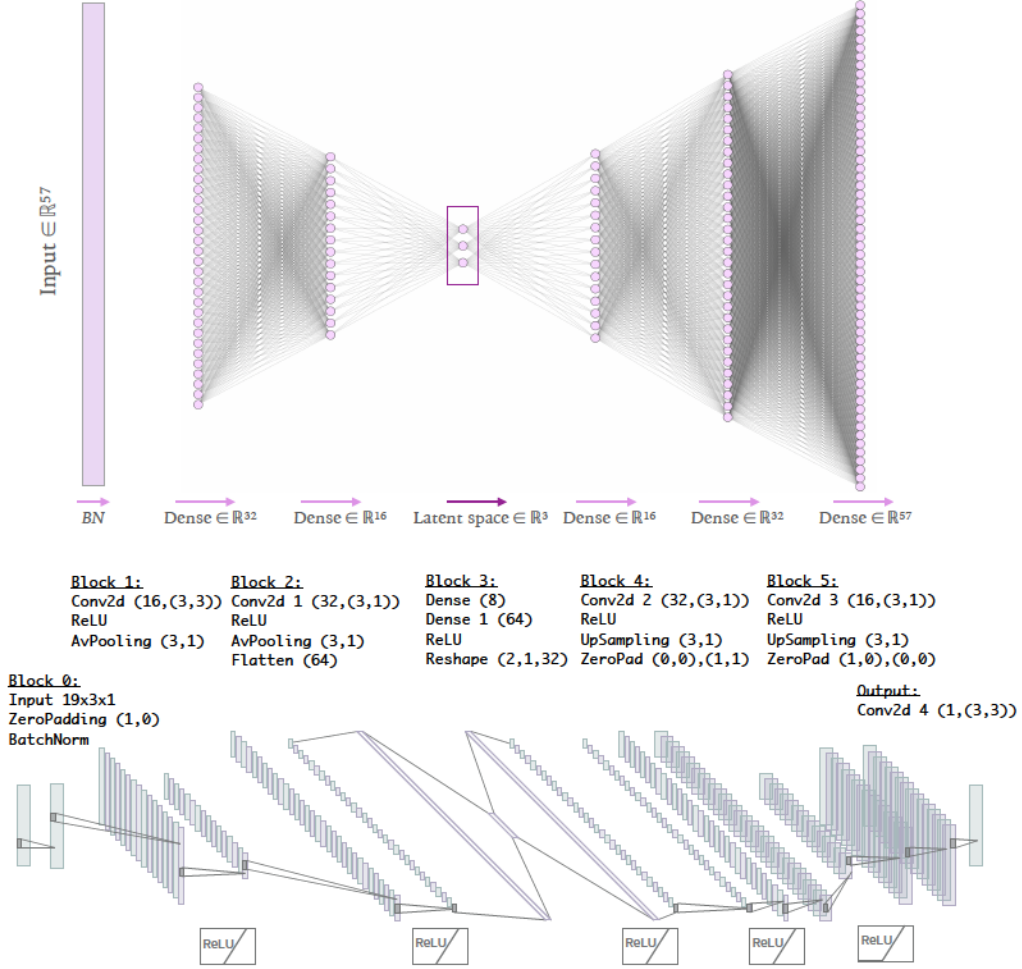 Input ∈ ℝ⁵⁷
BN
Dense ∈ ℝ³²
Dense ∈ ℝ¹⁶
Latent space ∈ ℝ³
Dense ∈ ℝ¹⁶
Dense ∈ ℝ³²
Dense ∈ ℝ⁵⁷
Block 1:
Conv2d (16,(3,3))
ReLU
AvPooling (3,1)
Block 2:
Conv2d 1 (32,(3,1))
ReLU
AvPooling (3,1)
Flatten (64)
Block 3:
Dense (8)
Dense 1 (64)
ReLU
Reshape (2,1,32)
Block 4:
Conv2d 2 (32,(3,1))
ReLU
UpSampling (3,1)
ZeroPad (0,0),(1,1)
Block 5:
Conv2d 3 (16,(3,1))
ReLU
UpSampling (3,1)
ZeroPad (1,0),(0,0)
Block 0:
Input 19x3x1
ZeroPadding (1,0)
BatchNorm
Output:
Conv2d 4 (1,(3,3))
ReLU
ReLU
ReLU
ReLU
ReLU